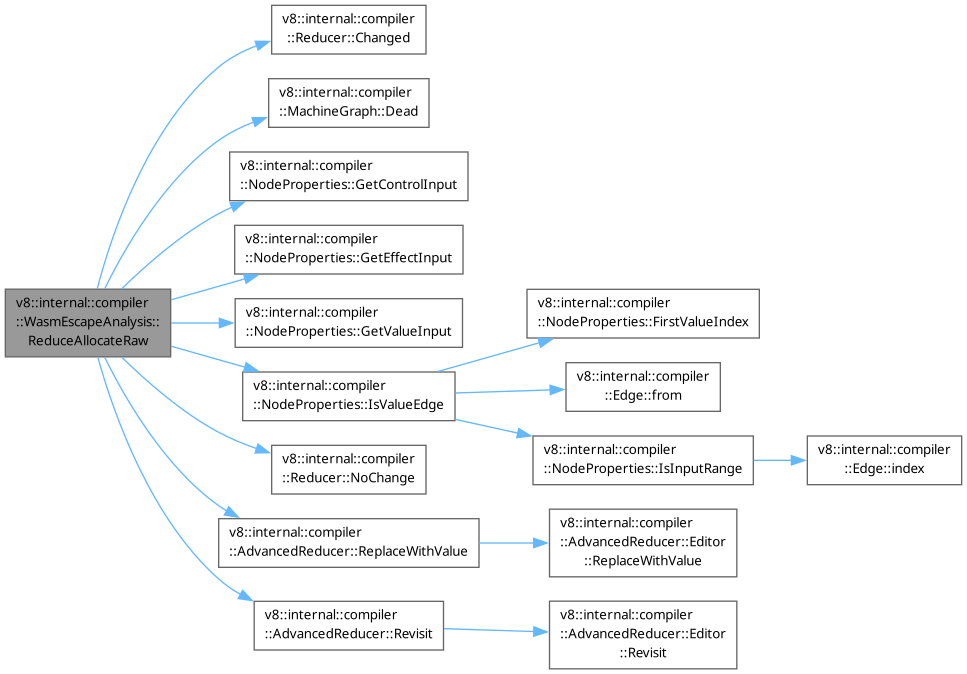 v8::internal::compiler
::Reducer::Changed
v8::internal::compiler
::MachineGraph::Dead
v8::internal::compiler
::NodeProperties::GetControlInput
v8::internal::compiler
::NodeProperties::GetEffectInput
v8::internal::compiler
::WasmEscapeAnalysis::
ReduceAllocateRaw
v8::internal::compiler
::NodeProperties::GetValueInput
v8::internal::compiler
::NodeProperties::FirstValueIndex
v8::internal::compiler
::NodeProperties::IsValueEdge
v8::internal::compiler
::Edge::from
v8::internal::compiler
::NodeProperties::IsInputRange
v8::internal::compiler
::Edge::index
v8::internal::compiler
::Reducer::NoChange
v8::internal::compiler
::AdvancedReducer::ReplaceWithValue
v8::internal::compiler
::AdvancedReducer::Editor
::ReplaceWithValue
v8::internal::compiler
::AdvancedReducer::Revisit
v8::internal::compiler
::AdvancedReducer::Editor
::Revisit